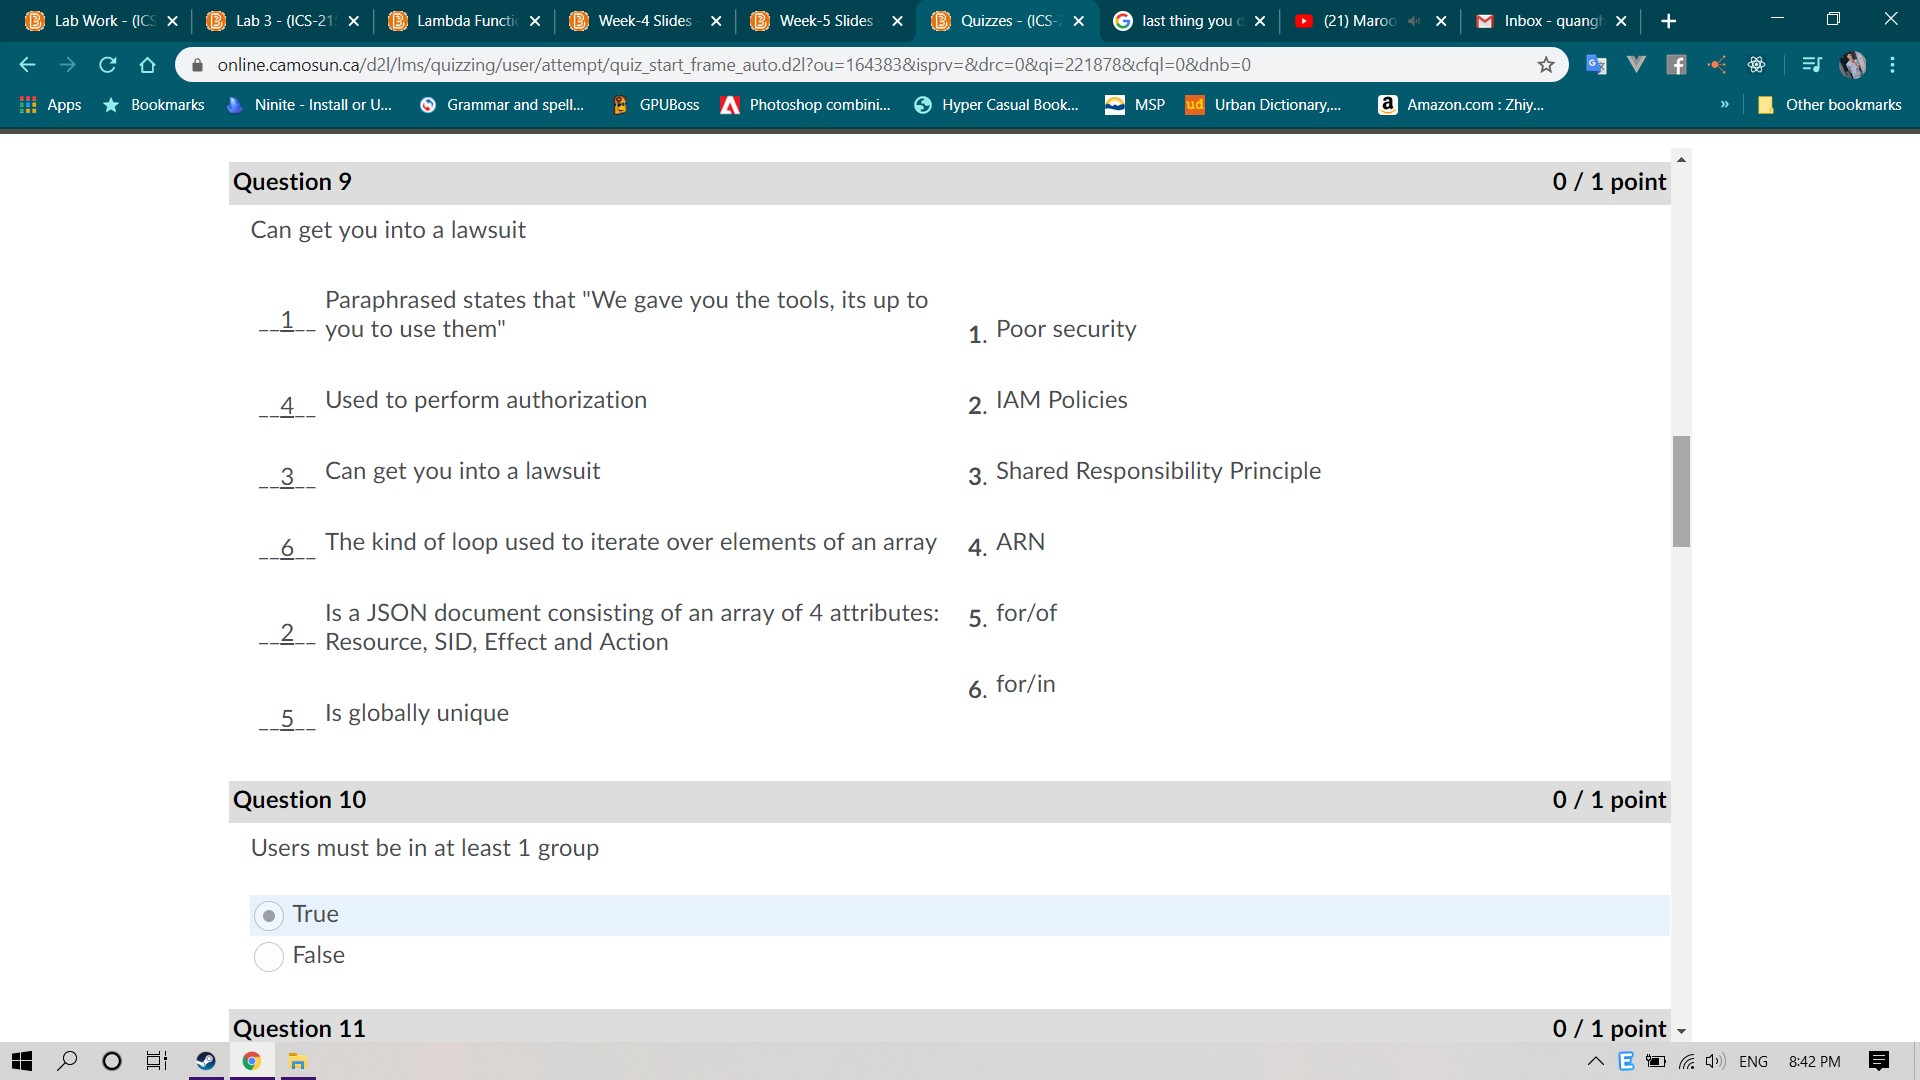 Lab Work - (ICS
Lab 3 - (ICS-21
Lambda Functi
Week-4 Slides
Week-5 Slides
Quizzes - (ICS-
last thing you d
(21) Maroo
Inbox - quangh
online.camosun.ca/d2l/lms/quizzing/user/attempt/quiz_start_frame_auto.d2l?ou=164383&isprv=&drc=0&qi=221878&cfql=0&dnb=0
Apps
Bookmarks
Ninite - Install or U...
Grammar and spell...
GPUBoss
Photoshop combini...
Hyper Casual Book...
MSP
ud Urban Dictionary,...
a Amazon.com : Zhiy...
»
Other bookmarks
Question 9 0 / 1 point
Can get you into a lawsuit
__1__ Paraphrased states that "We gave you the tools, its up to
you to use them"
__4__ Used to perform authorization
__3__ Can get you into a lawsuit
__6__ The kind of loop used to iterate over elements of an array
__2__ Is a JSON document consisting of an array of 4 attributes:
Resource, SID, Effect and Action
__5__ Is globally unique
1. Poor security
2. IAM Policies
3. Shared Responsibility Principle
4. ARN
5. for/of
6. for/in
Question 10 0 / 1 point
Users must be in at least 1 group
True
False
Question 11 0 / 1 point
ENG
8:42 PM